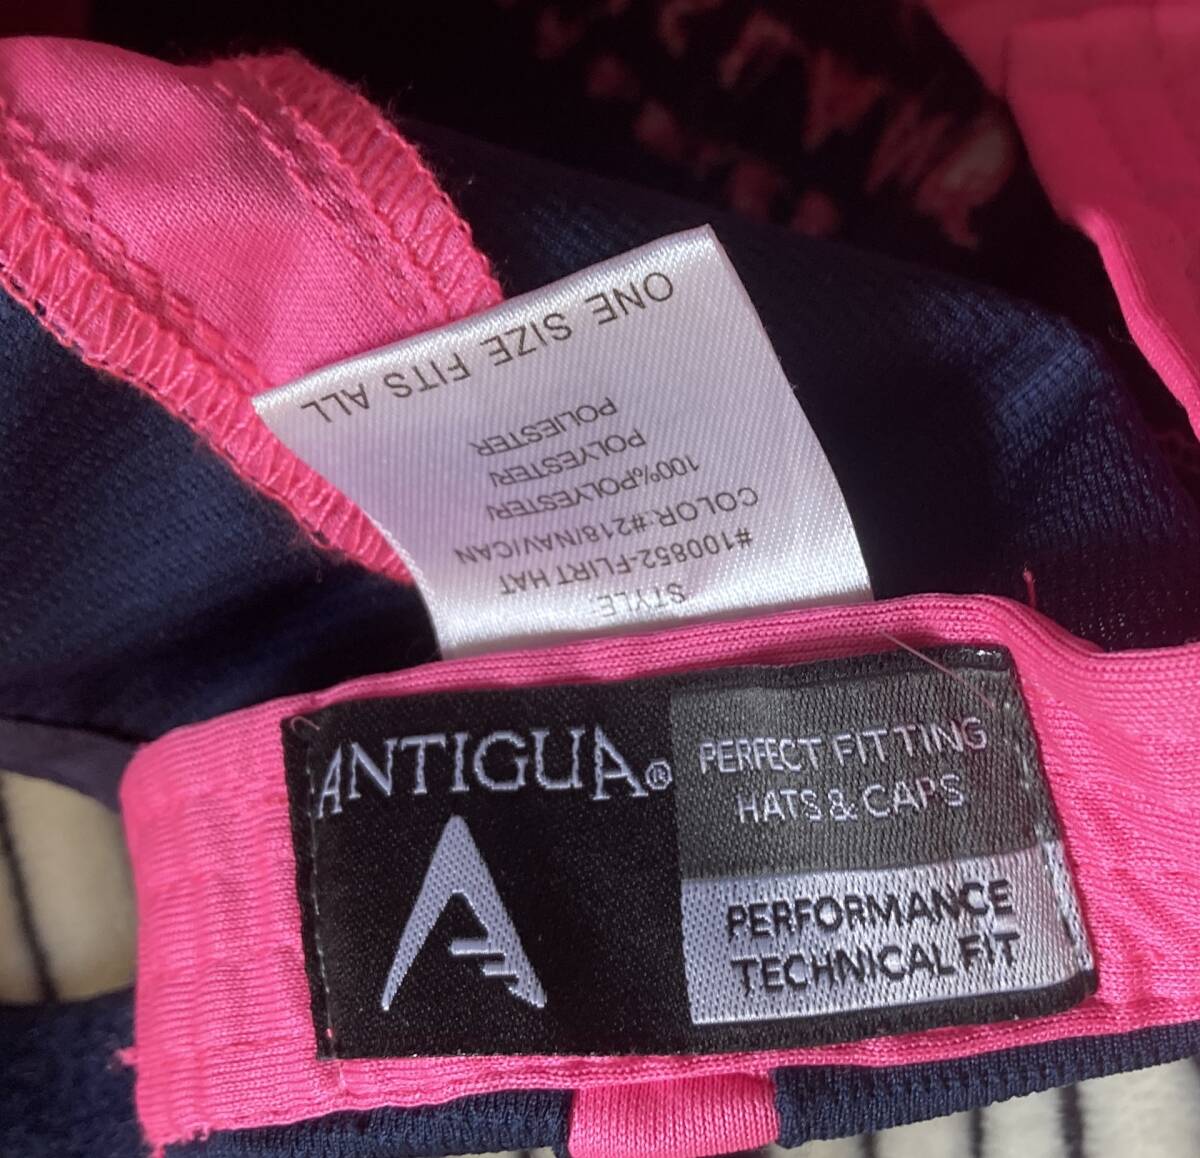 STYLE:
#100852-FLIRT HAT
COLOR:#218/NAV/CAN
100%POLYESTER/
POLYESTER/
POLIESTER
ONE SIZE FITS ALL
ANTIGUA®
PERFECT FITTING
HATS & CAPS
PERFORMANCE
TECHNICAL FIT